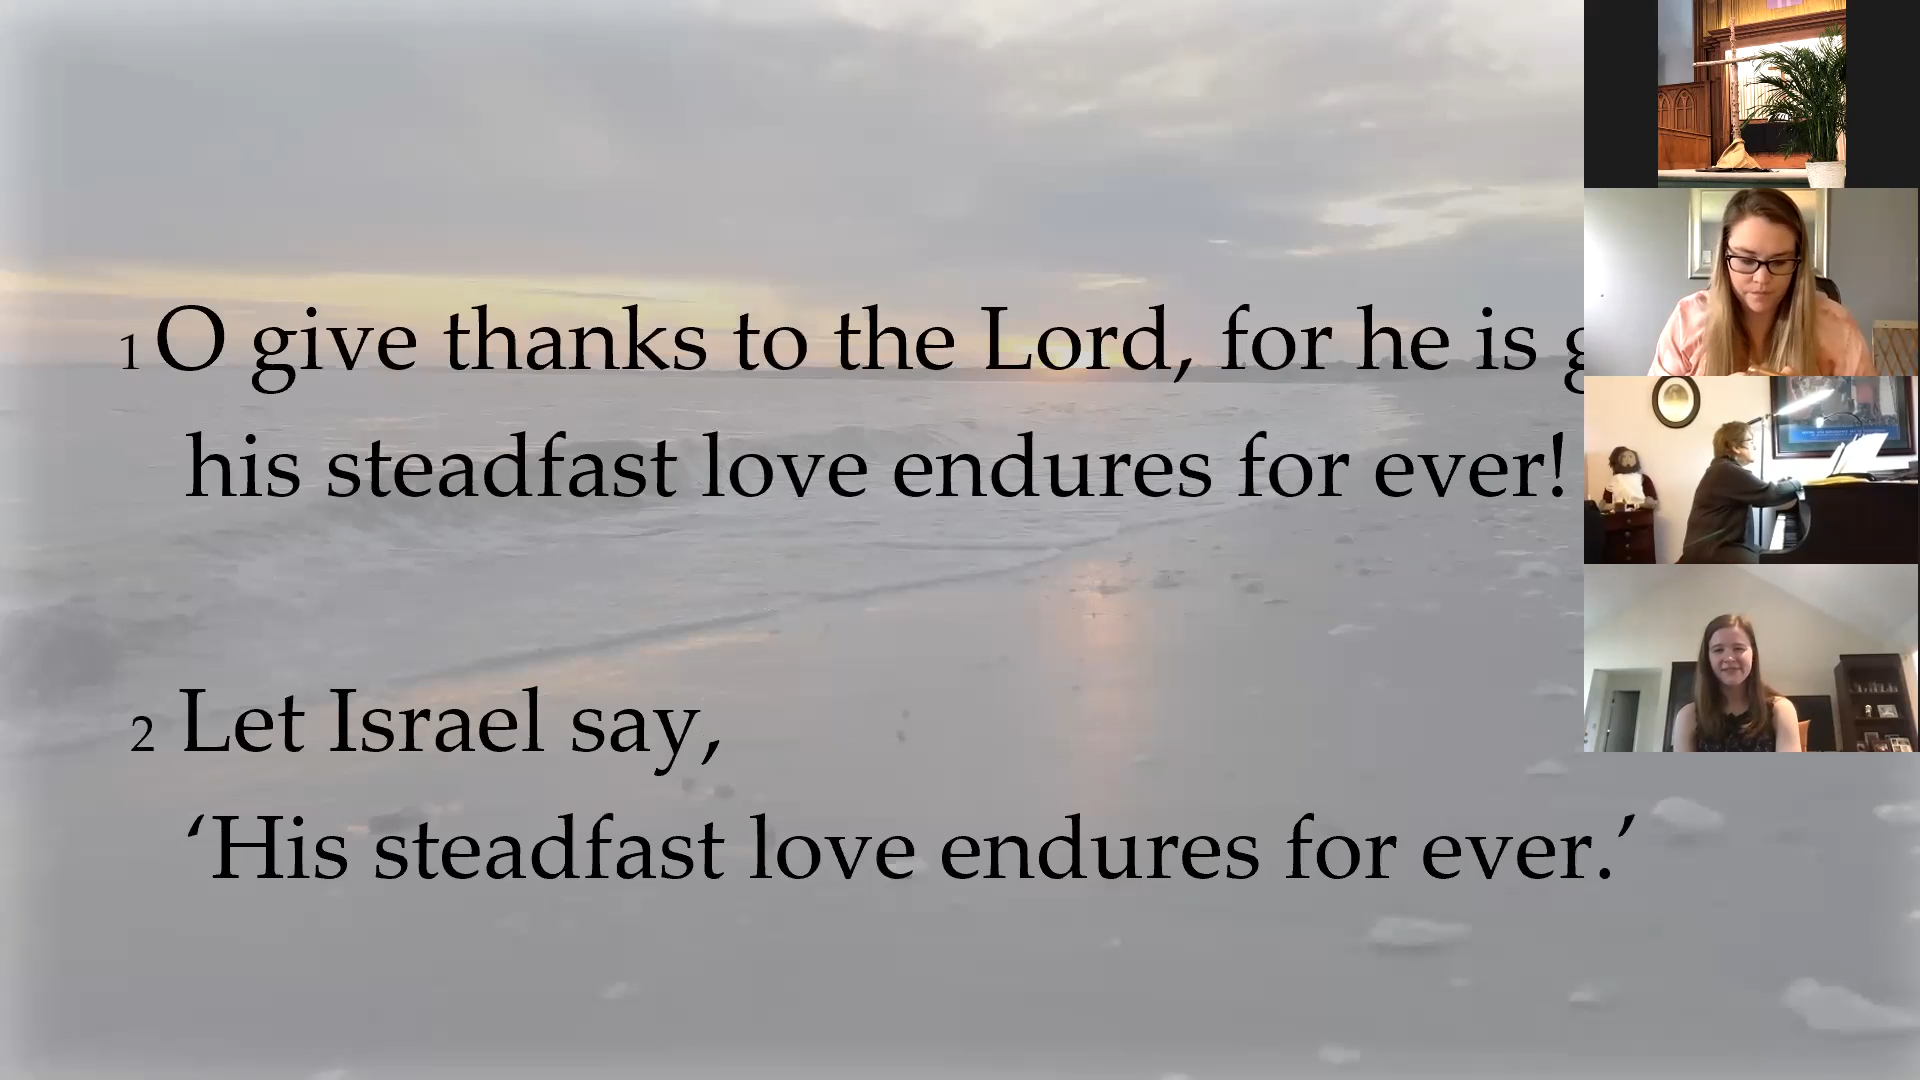 1 O give thanks to the Lord, for he is
his steadfast love endures for ever!
2 Let Israel say,
‘His steadfast love endures for ever.’